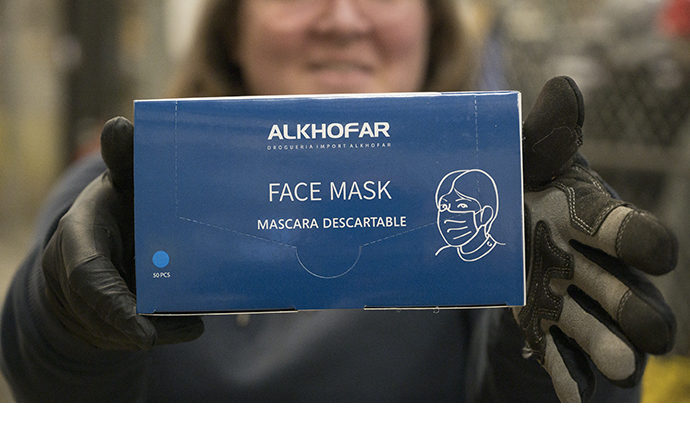 ALKHOFAR
DROGUERIA IMPORT ALKHOFAR
FACE MASK
MASCARA DESCARTABLE
50 PCS